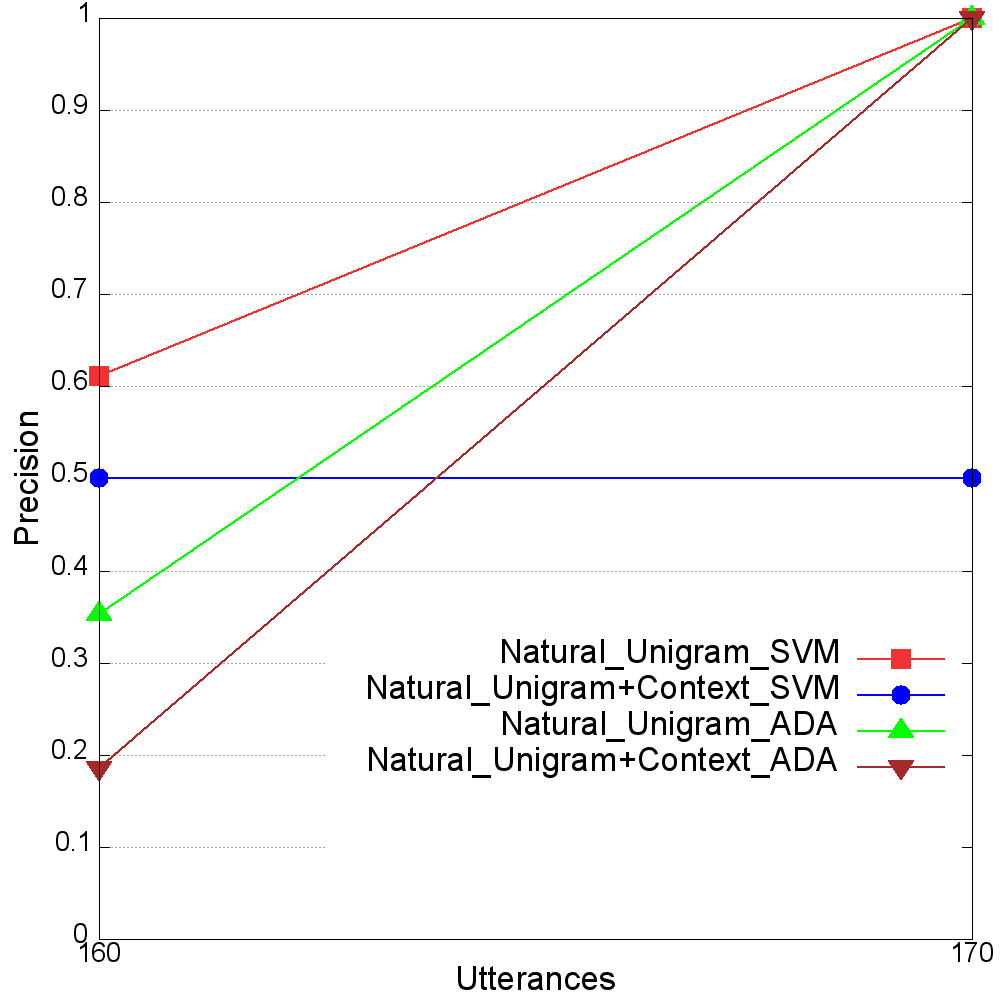 1
0.9
0.8
0.7
0.6
0.5
0.4
0.3
0.2
0.1
0
Precision
Natural_Unigram_SVM
Natural_Unigram+Context_SVM
Natural_Unigram_ADA
Natural_Unigram+Context_ADA
160 170
Utterances